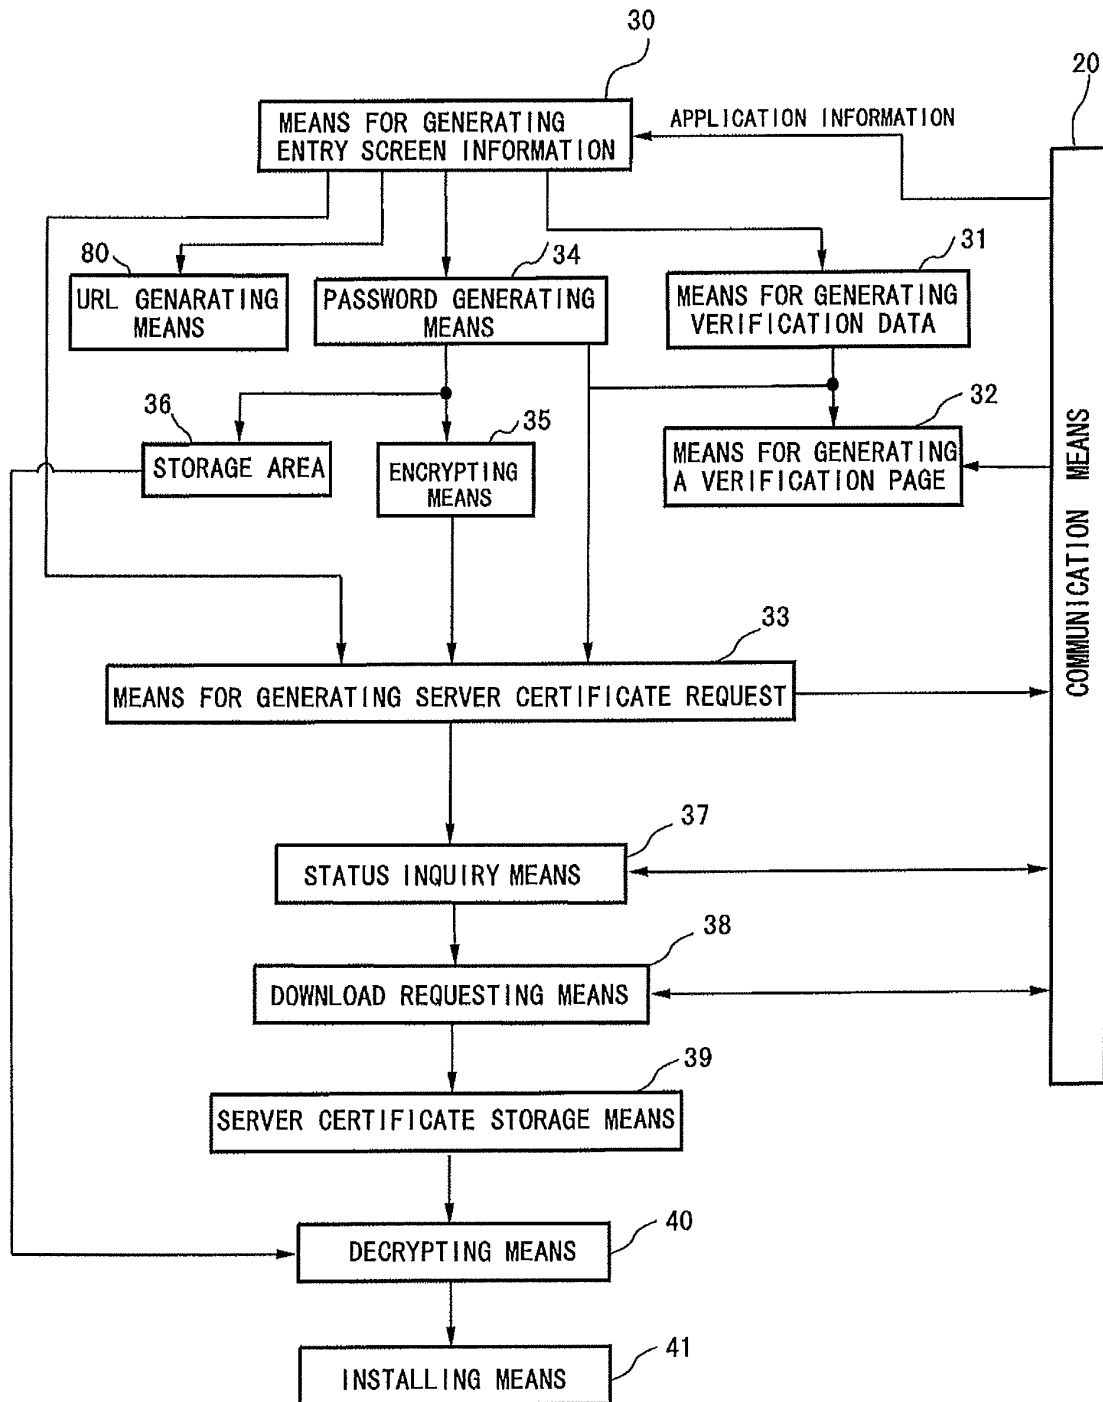 30
20
MEANS FOR GENERATING
ENTRY SCREEN INFORMATION
APPLICATION INFORMATION
80
34
31
URL GENARATING
MEANS
PASSWORD GENERATING
MEANS
MEANS FOR GENERATING
VERIFICATION DATA
36
35
32
STORAGE AREA
ENCRYPTING
MEANS
MEANS FOR GENERATING
A VERIFICATION PAGE
COMMUNICATION MEANS
33
MEANS FOR GENERATING SERVER CERTIFICATE REQUEST
37
STATUS INQUIRY MEANS
38
DOWNLOAD REQUESTING MEANS
39
SERVER CERTIFICATE STORAGE MEANS
40
DECRYPTING MEANS
41
INSTALLING MEANS